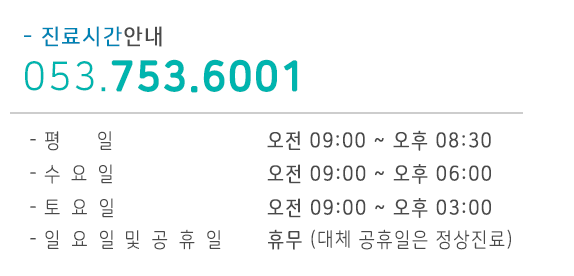 - 진료시간안내
053.753.6001
- 평 일 오전 09:00 ~ 오후 08:30
- 수 요 일 오전 09:00 ~ 오후 06:00
- 토 요 일 오전 09:00 ~ 오후 03:00
- 일 요 일 및 공 휴 일 휴무 (대체 공휴일은 정상진료)